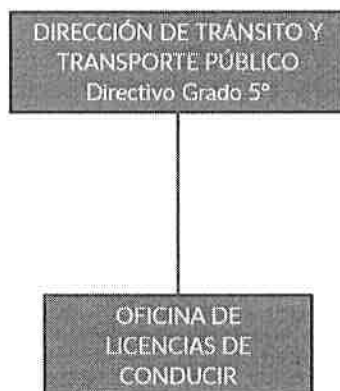 DIRECCIÓN DE TRÁNSITO Y
TRANSPORTE PÚBLICO
Directivo Grado 5°
OFICINA DE
LICENCIAS DE
CONDUCIR